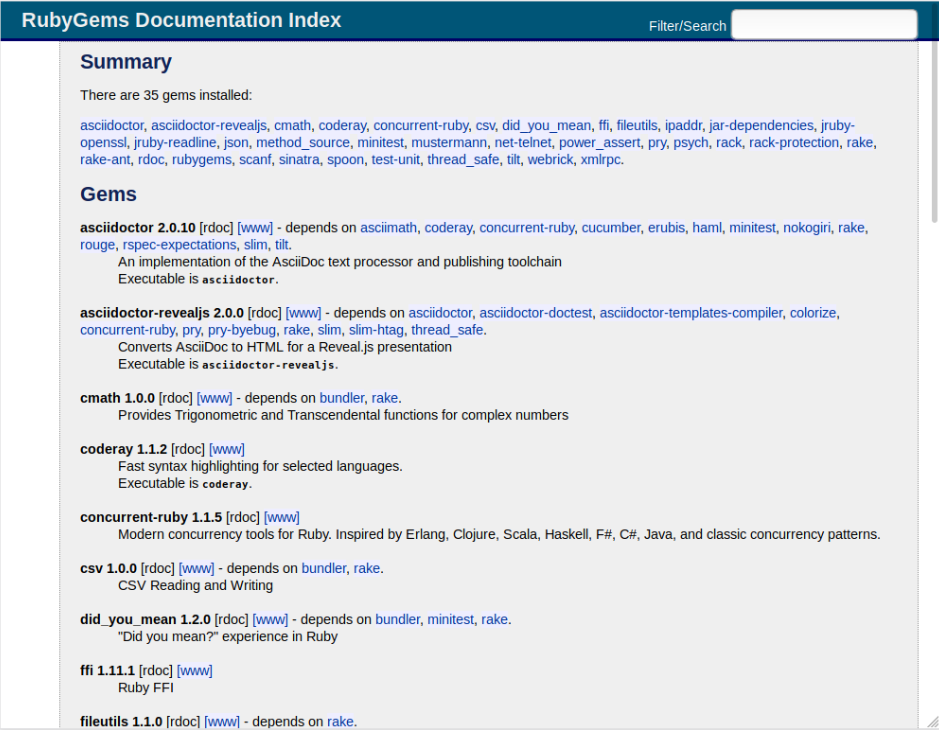 RubyGems Documentation Index
Filter/Search
Summary
There are 35 gems installed:
asciidoctor, asciidoctor-revealjs, cmath, coderay, concurrent-ruby, csv, did_you_mean, ffi, fileutils, ipaddr, jar-dependencies, jruby-
openssl, jruby-readline, json, method_source, minitest, mustermann, net-telnet, power_assert, pry, psych, rack, rack-protection, rake,
rake-ant, rdoc, rubygems, scanf, sinatra, spoon, test-unit, thread_safe, tilt, webrick, xmlrpc.
Gems
asciidoctor 2.0.10 [rdoc] [www] - depends on asciimath, coderay, concurrent-ruby, cucumber, erubis, haml, minitest, nokogiri, rake,
rouge, rspec-expectations, slim, tilt.
An implementation of the AsciiDoc text processor and publishing toolchain
Executable is asciidoctor.
asciidoctor-revealjs 2.0.0 [rdoc] [www] - depends on asciidoctor, asciidoctor-doctest, asciidoctor-templates-compiler, colorize,
concurrent-ruby, pry, pry-byebug, rake, slim, slim-htag, thread_safe.
Converts AsciiDoc to HTML for a Reveal.js presentation
Executable is asciidoctor-revealjs.
cmath 1.0.0 [rdoc] [www] - depends on bundler, rake.
Provides Trigonometric and Transcendental functions for complex numbers
coderay 1.1.2 [rdoc] [www]
Fast syntax highlighting for selected languages.
Executable is coderay.
concurrent-ruby 1.1.5 [rdoc] [www]
Modern concurrency tools for Ruby. Inspired by Erlang, Clojure, Scala, Haskell, F#, C#, Java, and classic concurrency patterns.
csv 1.0.0 [rdoc] [www] - depends on bundler, rake.
CSV Reading and Writing
did_you_mean 1.2.0 [rdoc] [www] - depends on bundler, minitest, rake.
"Did you mean?" experience in Ruby
ffi 1.11.1 [rdoc] [www]
Ruby FFI
fileutils 1.1.0 [rdoc] [www] - depends on rake.